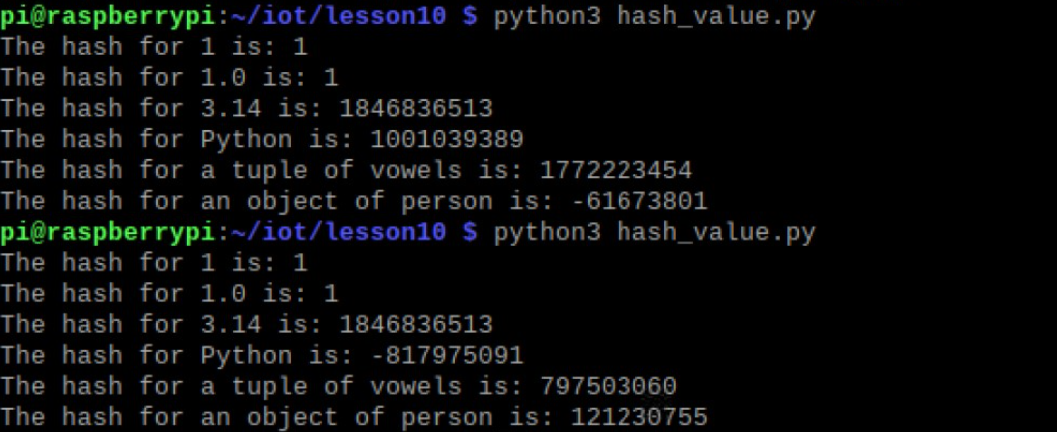 pi@raspberrypi:~/iot/lesson10 $ python3 hash_value.py
The hash for 1 is: 1
The hash for 1.0 is: 1
The hash for 3.14 is: 1846836513
The hash for Python is: 1001039389
The hash for a tuple of vowels is: 1772223454
The hash for an object of person is: -61673801
pi@raspberrypi:~/iot/lesson10 $ python3 hash_value.py
The hash for 1 is: 1
The hash for 1.0 is: 1
The hash for 3.14 is: 1846836513
The hash for Python is: -817975091
The hash for a tuple of vowels is: 797503060
The hash for an object of person is: 121230755